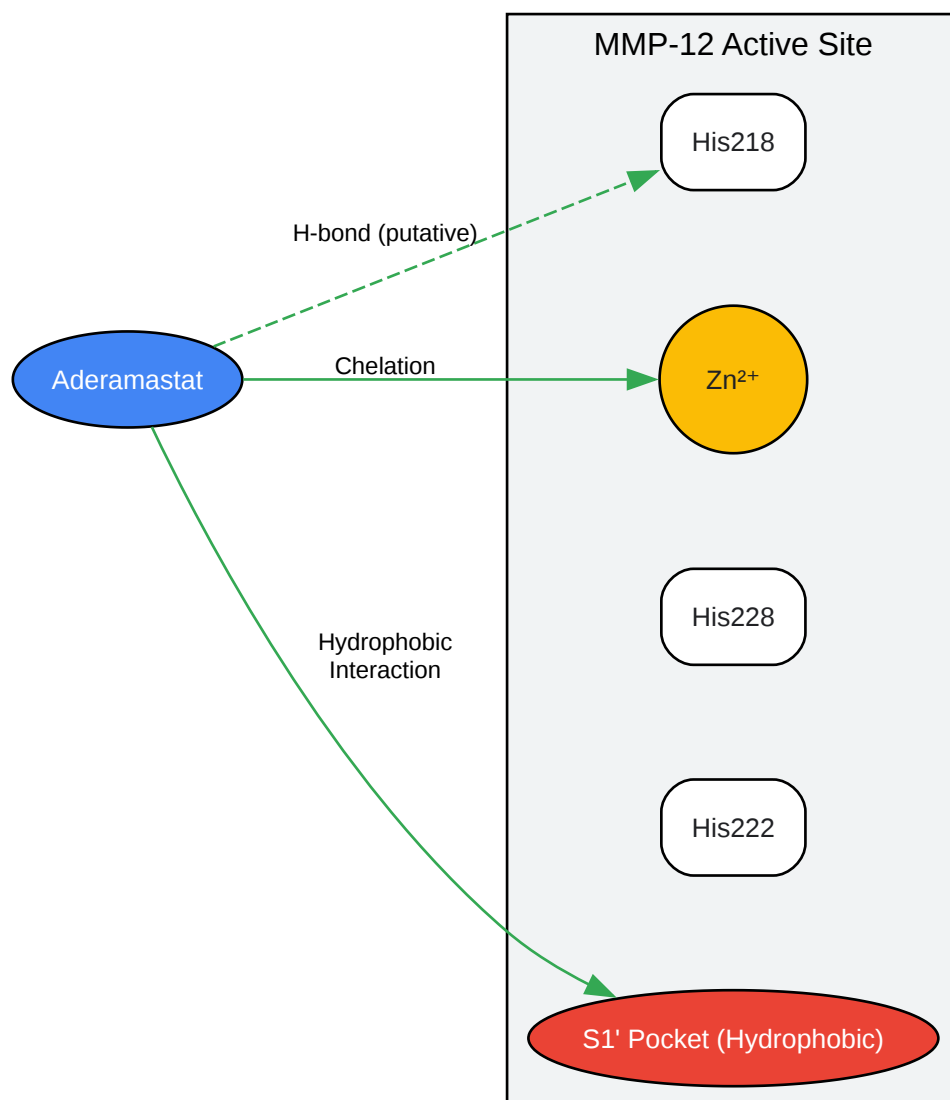 MMP-12 Active Site
His218
H-bond (putative)
Aderamastat
Chelation
Zn²⁺
His228
Hydrophobic
Interaction
His222
S1' Pocket (Hydrophobic)